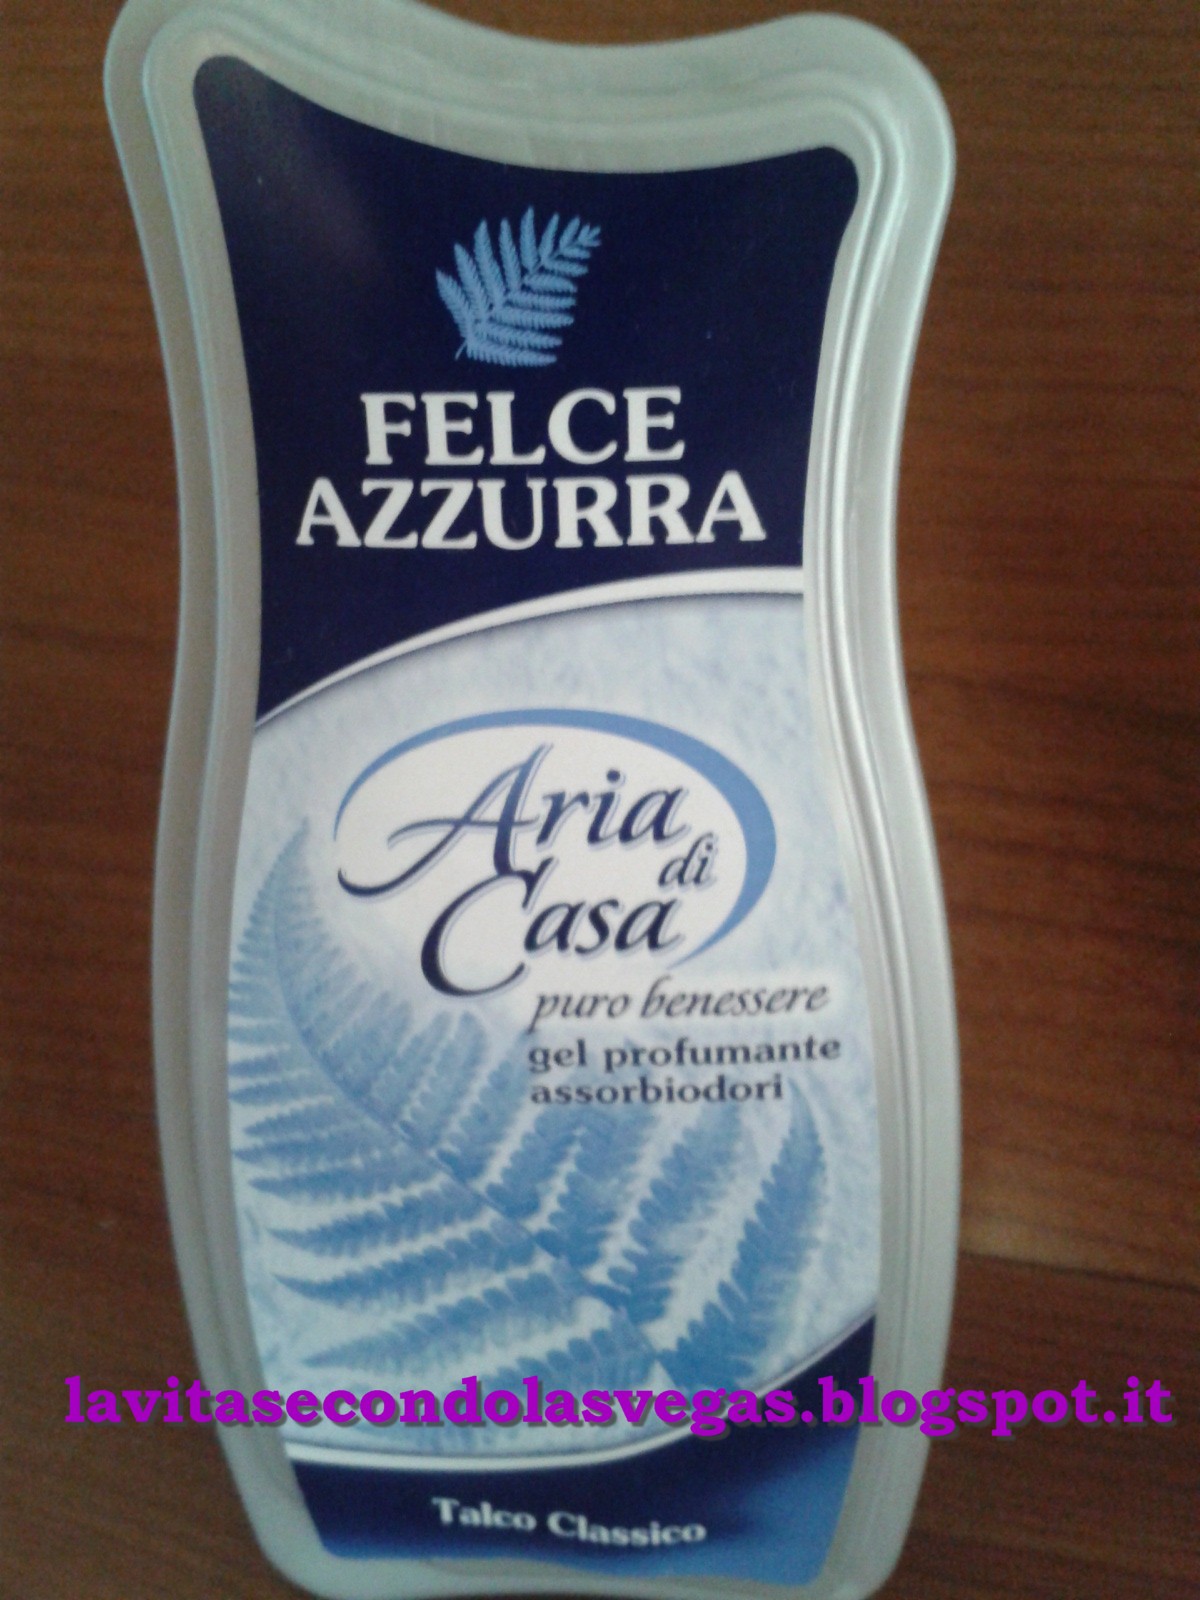 FELCE
AZZURRA
Aria
di
Casa
puro benessere
gel profumante
assorbiodori
lavitasecondolasvegas.blogspot.it
Talco Classico